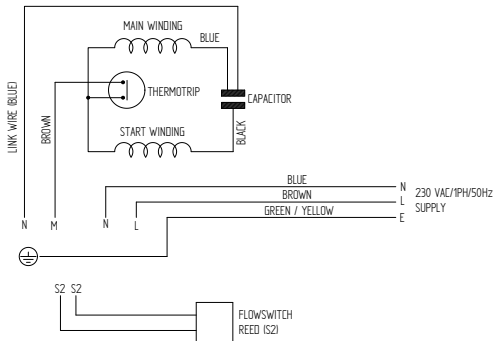 MAIN WINDING
BLUE
THERMOTRIP
CAPACITOR
LINK WIRE (BLUE)
BROWN
BLACK
START WINDING
BLUE
N
BROWN
L
230 VAC/1PH/50Hz
SUPPLY
GREEN / YELLOW
E
N M N L
S2 S2
FLOWSWITCH
REED (S2)